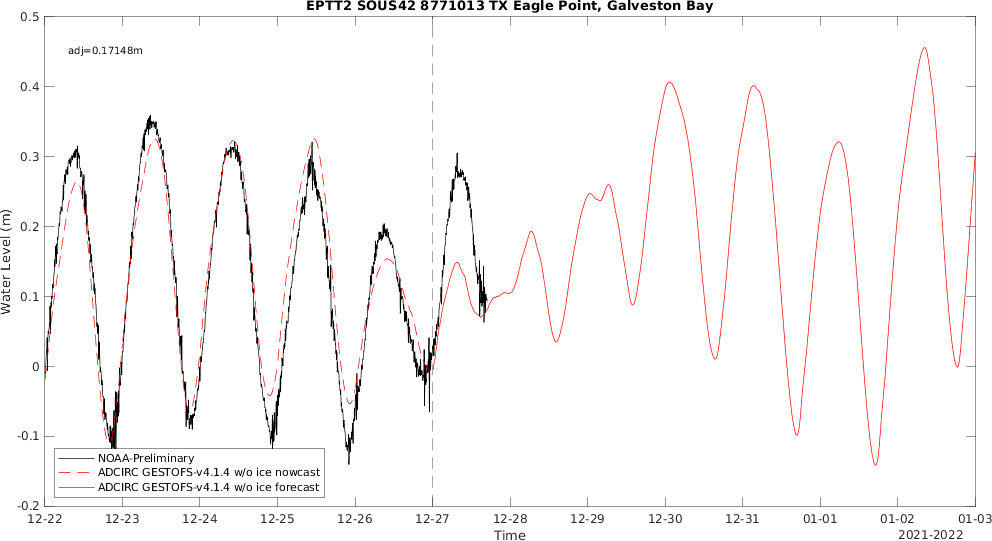 EPTT2 SOUS42 8771013 TX Eagle Point, Galveston Bay
adj=0.17148m
Water Level (m)
0.5
0.4
0.3
0.2
0.1
0
-0.1
-0.2
NOAA-Preliminary
ADCIRC GESTOFS-v4.1.4 w/o ice nowcast
ADCIRC GESTOFS-v4.1.4 w/o ice forecast
12-22 12-23 12-24 12-25 12-26 12-27 12-28 12-29 12-30 12-31 01-01 01-02 01-03
Time
2021-2022